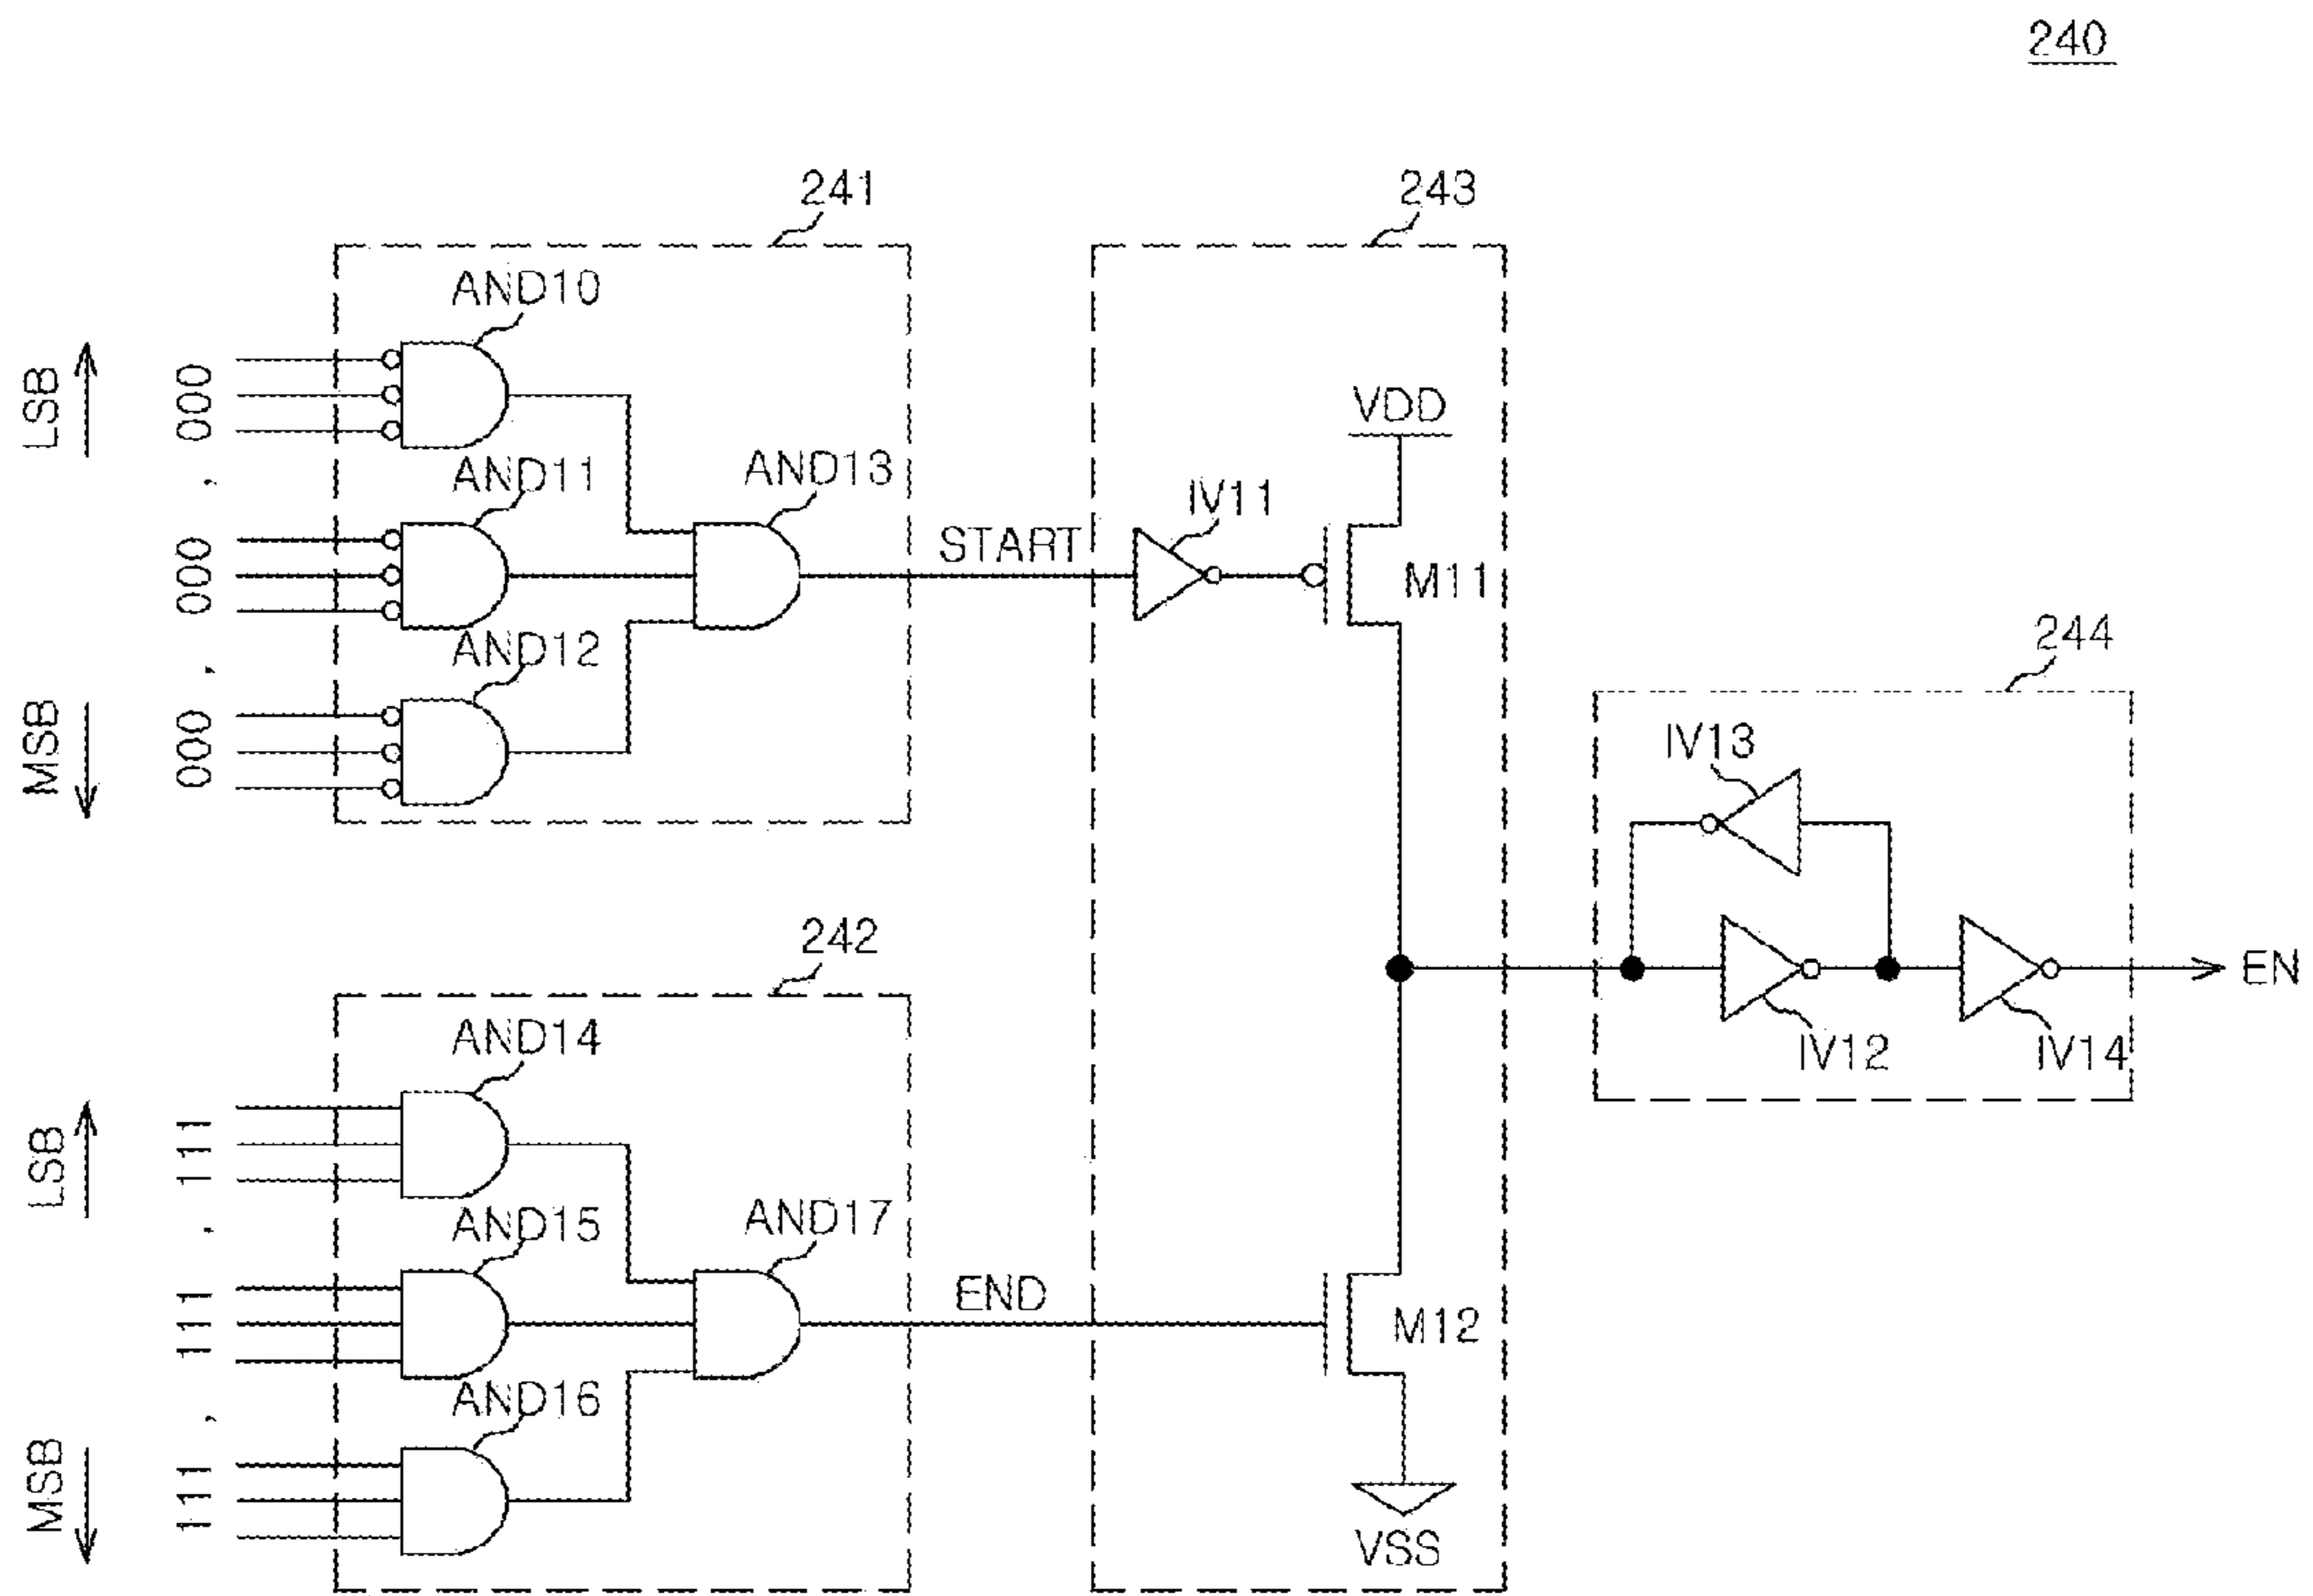 240
241
243
AND10
LSB
000 , 000 , 000
MSB
AND11
AND12
AND13
START
IV11
VDD
M11
244
IV13
IV12
IV14
EN
242
AND14
LSB
111 , 111 , 111
MSB
AND15
AND16
AND17
END
M12
VSS